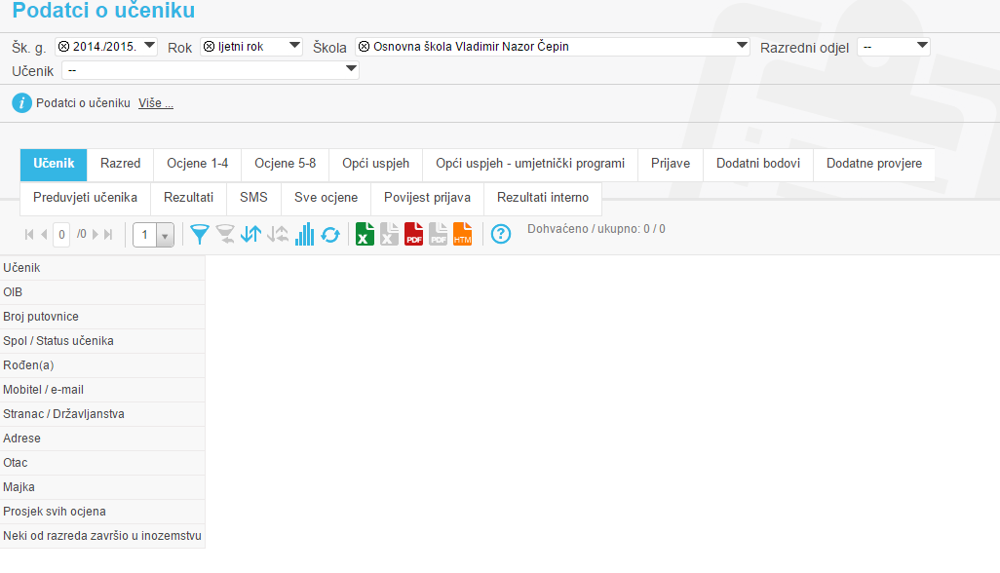 Podatci o učeniku
Šk. g. 2014./2015. Rok ljetni rok Škola Osnovna škola Vladimir Nazor Čepin Razredni odjel --
Učenik --
i Podatci o učeniku Više ...
Učenik Razred Ocjene 1-4 Ocjene 5-8 Opći uspjeh Opći uspjeh - umjetnički programi Prijave Dodatni bodovi Dodatne provjere
Preduvjeti učenika Rezultati SMS Sve ocjene Povijest prijava Rezultati interno
0 /0 1 X X PDF PDF HTM ? Dohvaćeno / ukupno: 0 / 0
Učenik
OIB
Broj putovnice
Spol / Status učenika
Rođen(a)
Mobitel / e-mail
Stranac / Državljanstva
Adrese
Otac
Majka
Prosjek svih ocjena
Neki od razreda završio u inozemstvu